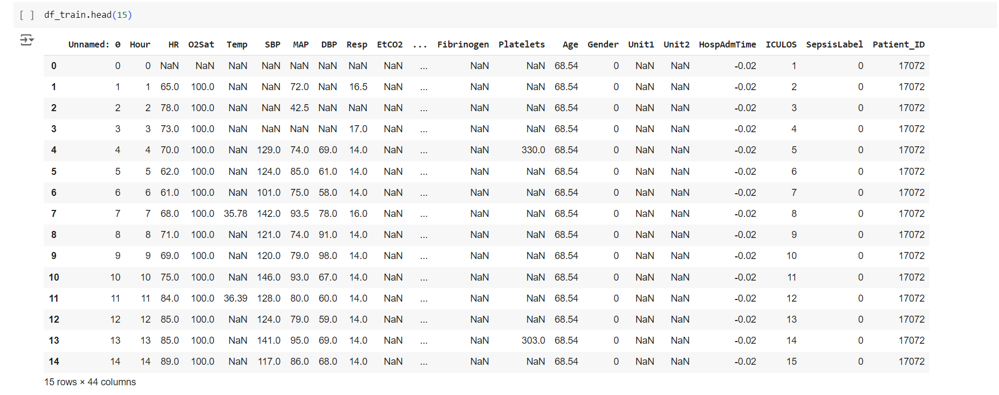 [ ] df_train.head(15)
Unnamed: 0 Hour HR O2Sat Temp SBP MAP DBP Resp EtCO2 ... Fibrinogen Platelets Age Gender Unit1 Unit2 HospAdmTime ICULOS SepsisLabel Patient_ID
0 0 0 NaN NaN NaN NaN NaN NaN NaN NaN ... NaN NaN 68.54 0 NaN NaN -0.02 1 0 17072
1 1 1 65.0 100.0 NaN NaN 72.0 NaN 16.5 NaN ... NaN NaN 68.54 0 NaN NaN -0.02 2 0 17072
2 2 2 78.0 100.0 NaN NaN 42.5 NaN NaN NaN ... NaN NaN 68.54 0 NaN NaN -0.02 3 0 17072
3 3 3 73.0 100.0 NaN NaN NaN NaN 17.0 NaN ... NaN NaN 68.54 0 NaN NaN -0.02 4 0 17072
4 4 4 70.0 100.0 NaN 129.0 74.0 69.0 14.0 NaN ... NaN 330.0 68.54 0 NaN NaN -0.02 5 0 17072
5 5 5 62.0 100.0 NaN 124.0 85.0 61.0 14.0 NaN ... NaN NaN 68.54 0 NaN NaN -0.02 6 0 17072
6 6 6 61.0 100.0 NaN 101.0 75.0 58.0 14.0 NaN ... NaN NaN 68.54 0 NaN NaN -0.02 7 0 17072
7 7 7 68.0 100.0 35.78 142.0 93.5 78.0 16.0 NaN ... NaN NaN 68.54 0 NaN NaN -0.02 8 0 17072
8 8 8 71.0 100.0 NaN 121.0 74.0 91.0 14.0 NaN ... NaN NaN 68.54 0 NaN NaN -0.02 9 0 17072
9 9 9 69.0 100.0 NaN 120.0 79.0 98.0 14.0 NaN ... NaN NaN 68.54 0 NaN NaN -0.02 10 0 17072
10 10 10 75.0 100.0 NaN 146.0 93.0 67.0 14.0 NaN ... NaN NaN 68.54 0 NaN NaN -0.02 11 0 17072
11 11 11 84.0 100.0 36.39 128.0 80.0 60.0 14.0 NaN ... NaN NaN 68.54 0 NaN NaN -0.02 12 0 17072
12 12 12 85.0 100.0 NaN 124.0 79.0 59.0 14.0 NaN ... NaN NaN 68.54 0 NaN NaN -0.02 13 0 17072
13 13 13 85.0 100.0 NaN 141.0 95.0 69.0 14.0 NaN ... NaN 303.0 68.54 0 NaN NaN -0.02 14 0 17072
14 14 14 89.0 100.0 NaN 117.0 86.0 68.0 14.0 NaN ... NaN NaN 68.54 0 NaN NaN -0.02 15 0 17072
15 rows × 44 columns